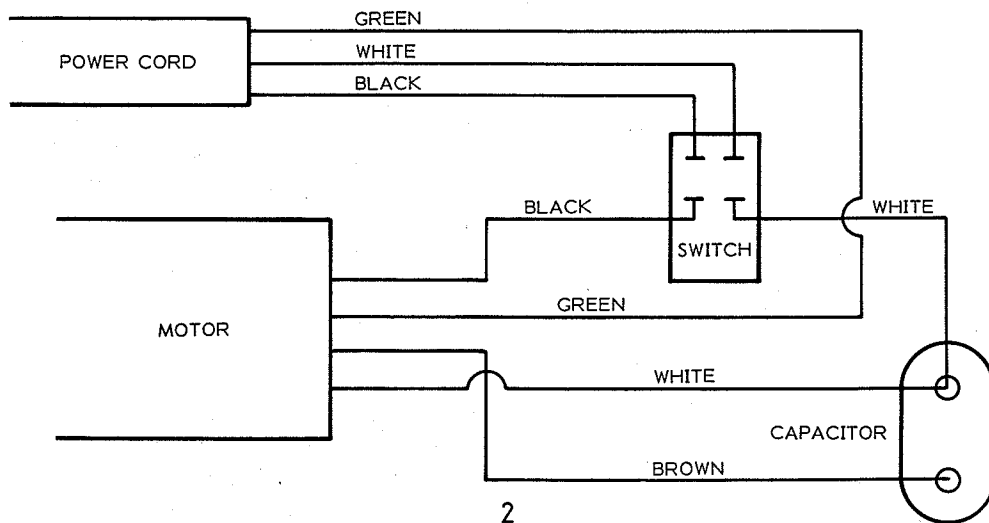 GREEN
POWER CORD
WHITE
BLACK
BLACK
WHITE
SWITCH
GREEN
MOTOR
WHITE
CAPACITOR
BROWN
2